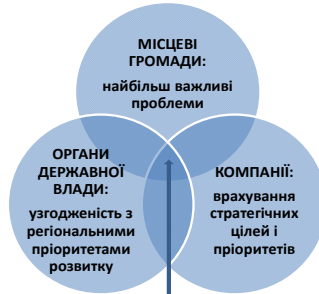 МІСЦЕВІ
ГРОМАДИ:
найбільш важливі
проблеми
ОРГАНИ
ДЕРЖАВНОЇ
ВЛАДИ:
узгодженість з
регіональними
пріоритетами
розвитку
КОМПАНІЇ:
врахування
стратегічних
цілей і
пріоритетів